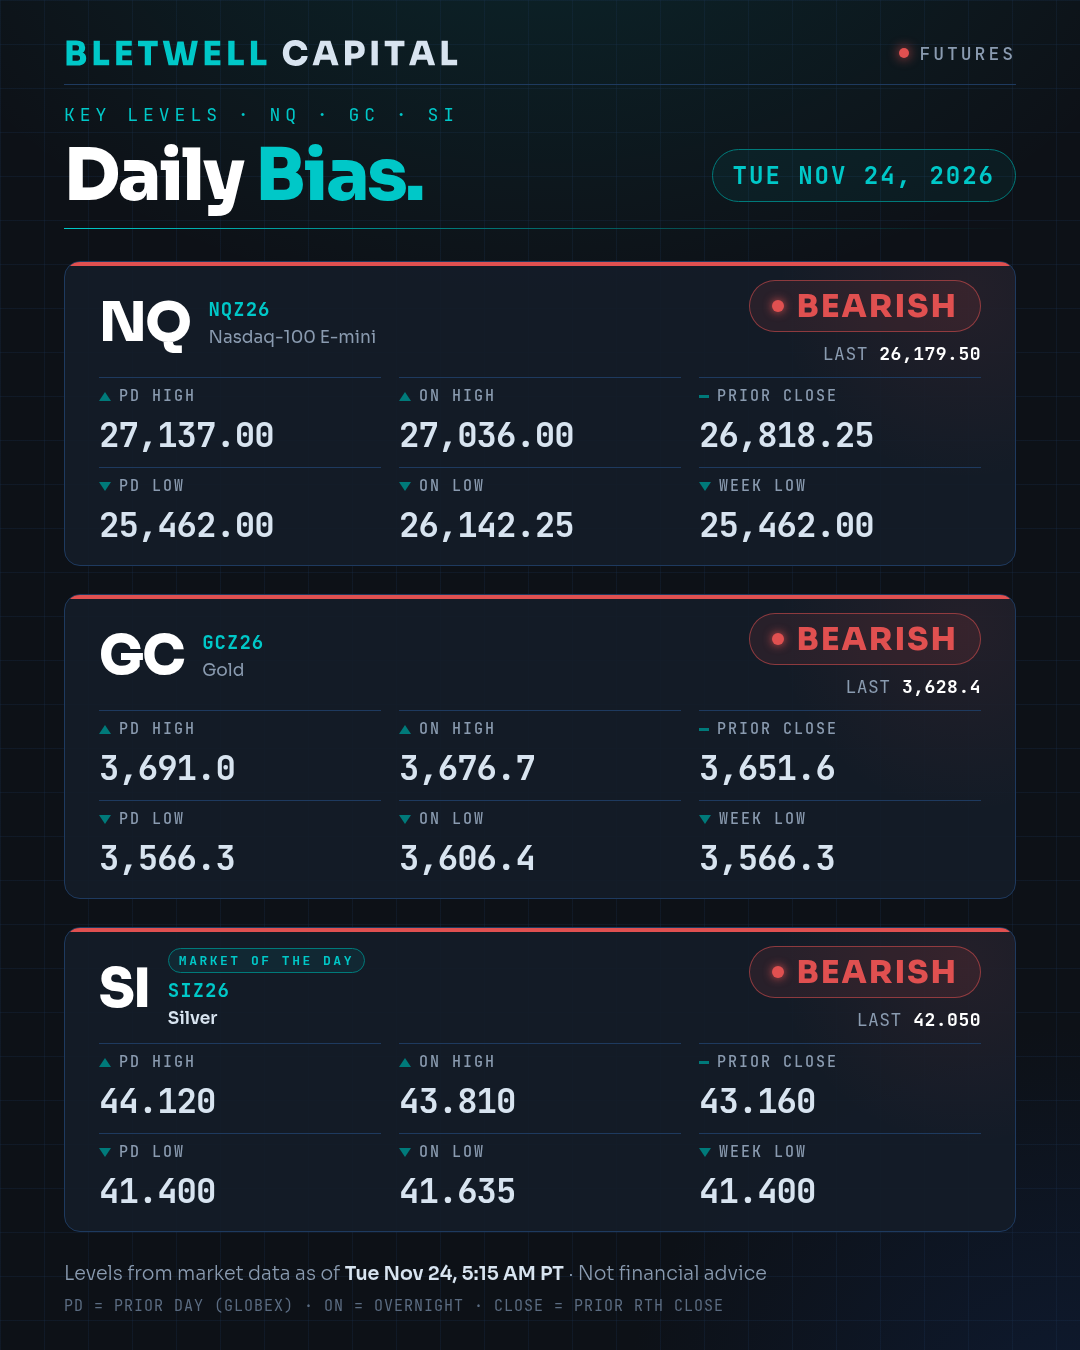 BLETWELL CAPITAL
FUTURES
KEY LEVELS · NQ · GC · SI
Daily Bias.
TUE NOV 24, 2026
NQ
NQZ26
Nasdaq-100 E-mini
BEARISH
LAST 26,179.50
PD HIGH
ON HIGH
PRIOR CLOSE
27,137.00
27,036.00
26,818.25
PD LOW
ON LOW
WEEK LOW
25,462.00
26,142.25
25,462.00
GC
GCZ26
Gold
BEARISH
LAST 3,628.4
PD HIGH
ON HIGH
PRIOR CLOSE
3,691.0
3,676.7
3,651.6
PD LOW
ON LOW
WEEK LOW
3,566.3
3,606.4
3,566.3
SI
MARKET OF THE DAY
SIZ26
Silver
BEARISH
LAST 42.050
PD HIGH
ON HIGH
PRIOR CLOSE
44.120
43.810
43.160
PD LOW
ON LOW
WEEK LOW
41.400
41.635
41.400
Levels from market data as of Tue Nov 24, 5:15 AM PT · Not financial advice
PD = PRIOR DAY (GLOBEX) · ON = OVERNIGHT · CLOSE = PRIOR RTH CLOSE